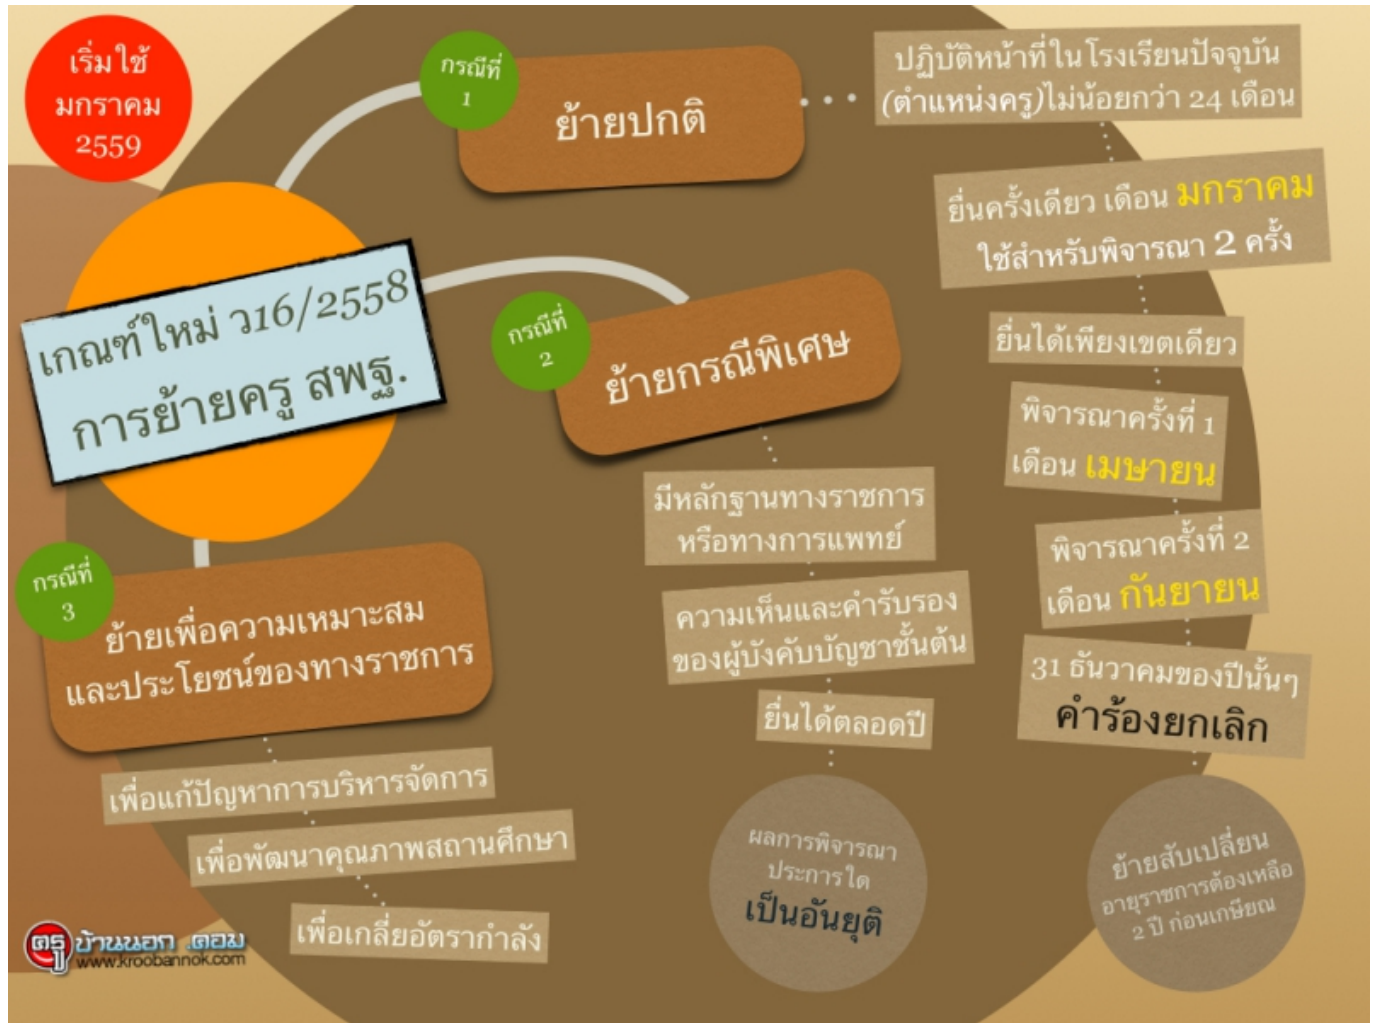 เริ่มใช้
มกราคม
2559
เกณฑ์ใหม่ ว16/2558
การย้ายครู สพฐ.
กรณีที่
1
ย้ายปกติ
ปฏิบัติหน้าที่ในโรงเรียนปัจจุบัน
(ตำแหน่งครู)ไม่น้อยกว่า 24 เดือน
ยื่นครั้งเดียว เดือน มกราคม
ใช้สำหรับพิจารณา 2 ครั้ง
ยื่นได้เพียงเขตเดียว
พิจารณาครั้งที่ 1
เดือน เมษายน
พิจารณาครั้งที่ 2
เดือน กันยายน
31 ธันวาคมของปีนั้นๆ
คำร้องยกเลิก
ย้ายสับเปลี่ยน
อายุราชการต้องเหลือ
2 ปี ก่อนเกษียณ
กรณีที่
2
ย้ายกรณีพิเศษ
มีหลักฐานทางราชการ
หรือทางการแพทย์
ความเห็นและคำรับรอง
ของผู้บังคับบัญชาชั้นต้น
ยื่นได้ตลอดปี
ผลการพิจารณา
ประการใด
เป็นอันยุติ
กรณีที่
3
ย้ายเพื่อความเหมาะสม
และประโยชน์ของทางราชการ
เพื่อแก้ปัญหาการบริหารจัดการ
เพื่อพัฒนาคุณภาพสถานศึกษา
เพื่อเกลี่ยอัตรากำลัง
ครูบ้านนอก.คอม
www.kroobannok.com